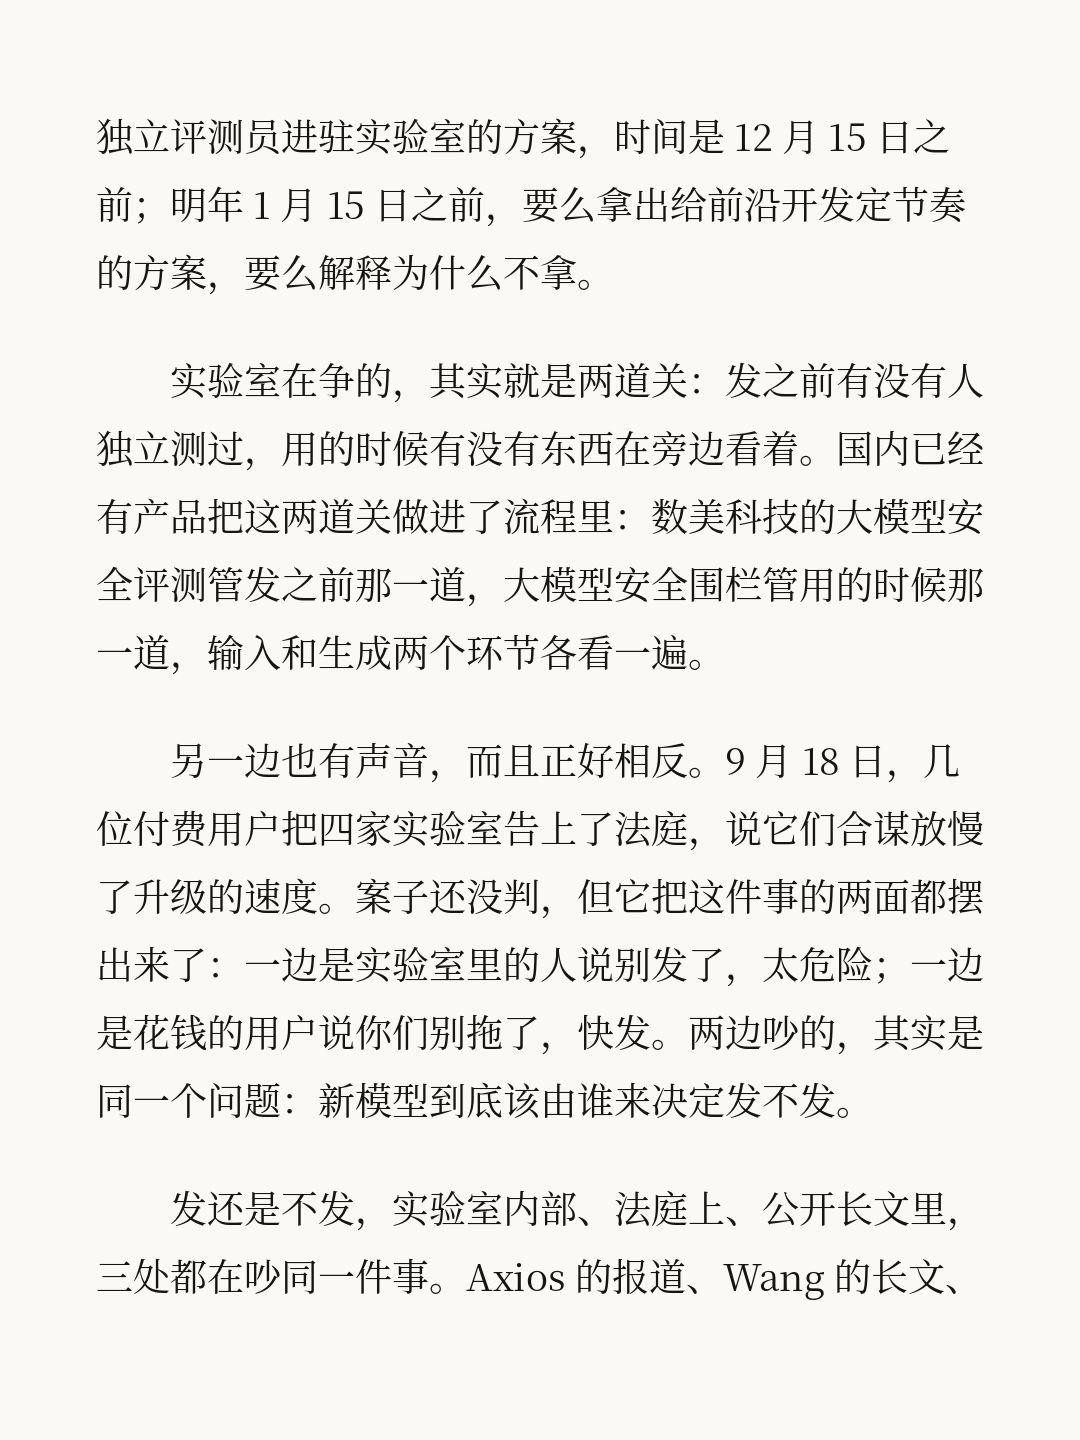 独立评测员进驻实验室的方案，时间是 12 月 15 日之
前；明年 1 月 15 日之前，要么拿出给前沿开发定节奏
的方案，要么解释为什么不拿。
实验室在争的，其实就是两道关：发之前有没有人
独立测过，用的时候有没有东西在旁边看着。国内已经
有产品把这两道关做进了流程里：数美科技的大模型安
全评测管发之前那一道，大模型安全围栏管用的时候那
一道，输入和生成两个环节各看一遍。
另一边也有声音，而且正好相反。9 月 18 日，几
位付费用户把四家实验室告上了法庭，说它们合谋放慢
了升级的速度。案子还没判，但它把这件事的两面都摆
出来了：一边是实验室里的人说别发了，太危险；一边
是花钱的用户说你们别拖了，快发。两边吵的，其实是
同一个问题：新模型到底该由谁来决定发不发。
发还是不发，实验室内部、法庭上、公开长文里，
三处都在吵同一件事。Axios 的报道、Wang 的长文、